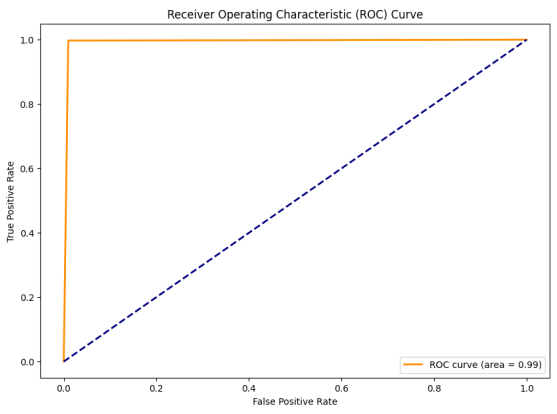 Receiver Operating Characteristic (ROC) Curve
True Positive Rate
1.0
0.8
0.6
0.4
0.2
0.0
0.0 0.2 0.4 0.6 0.8 1.0
False Positive Rate
ROC curve (area = 0.99)